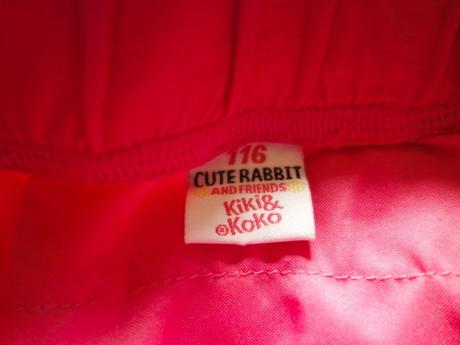 116
CUTE RABBIT
AND FRIENDS
Kiki&
®KoKo